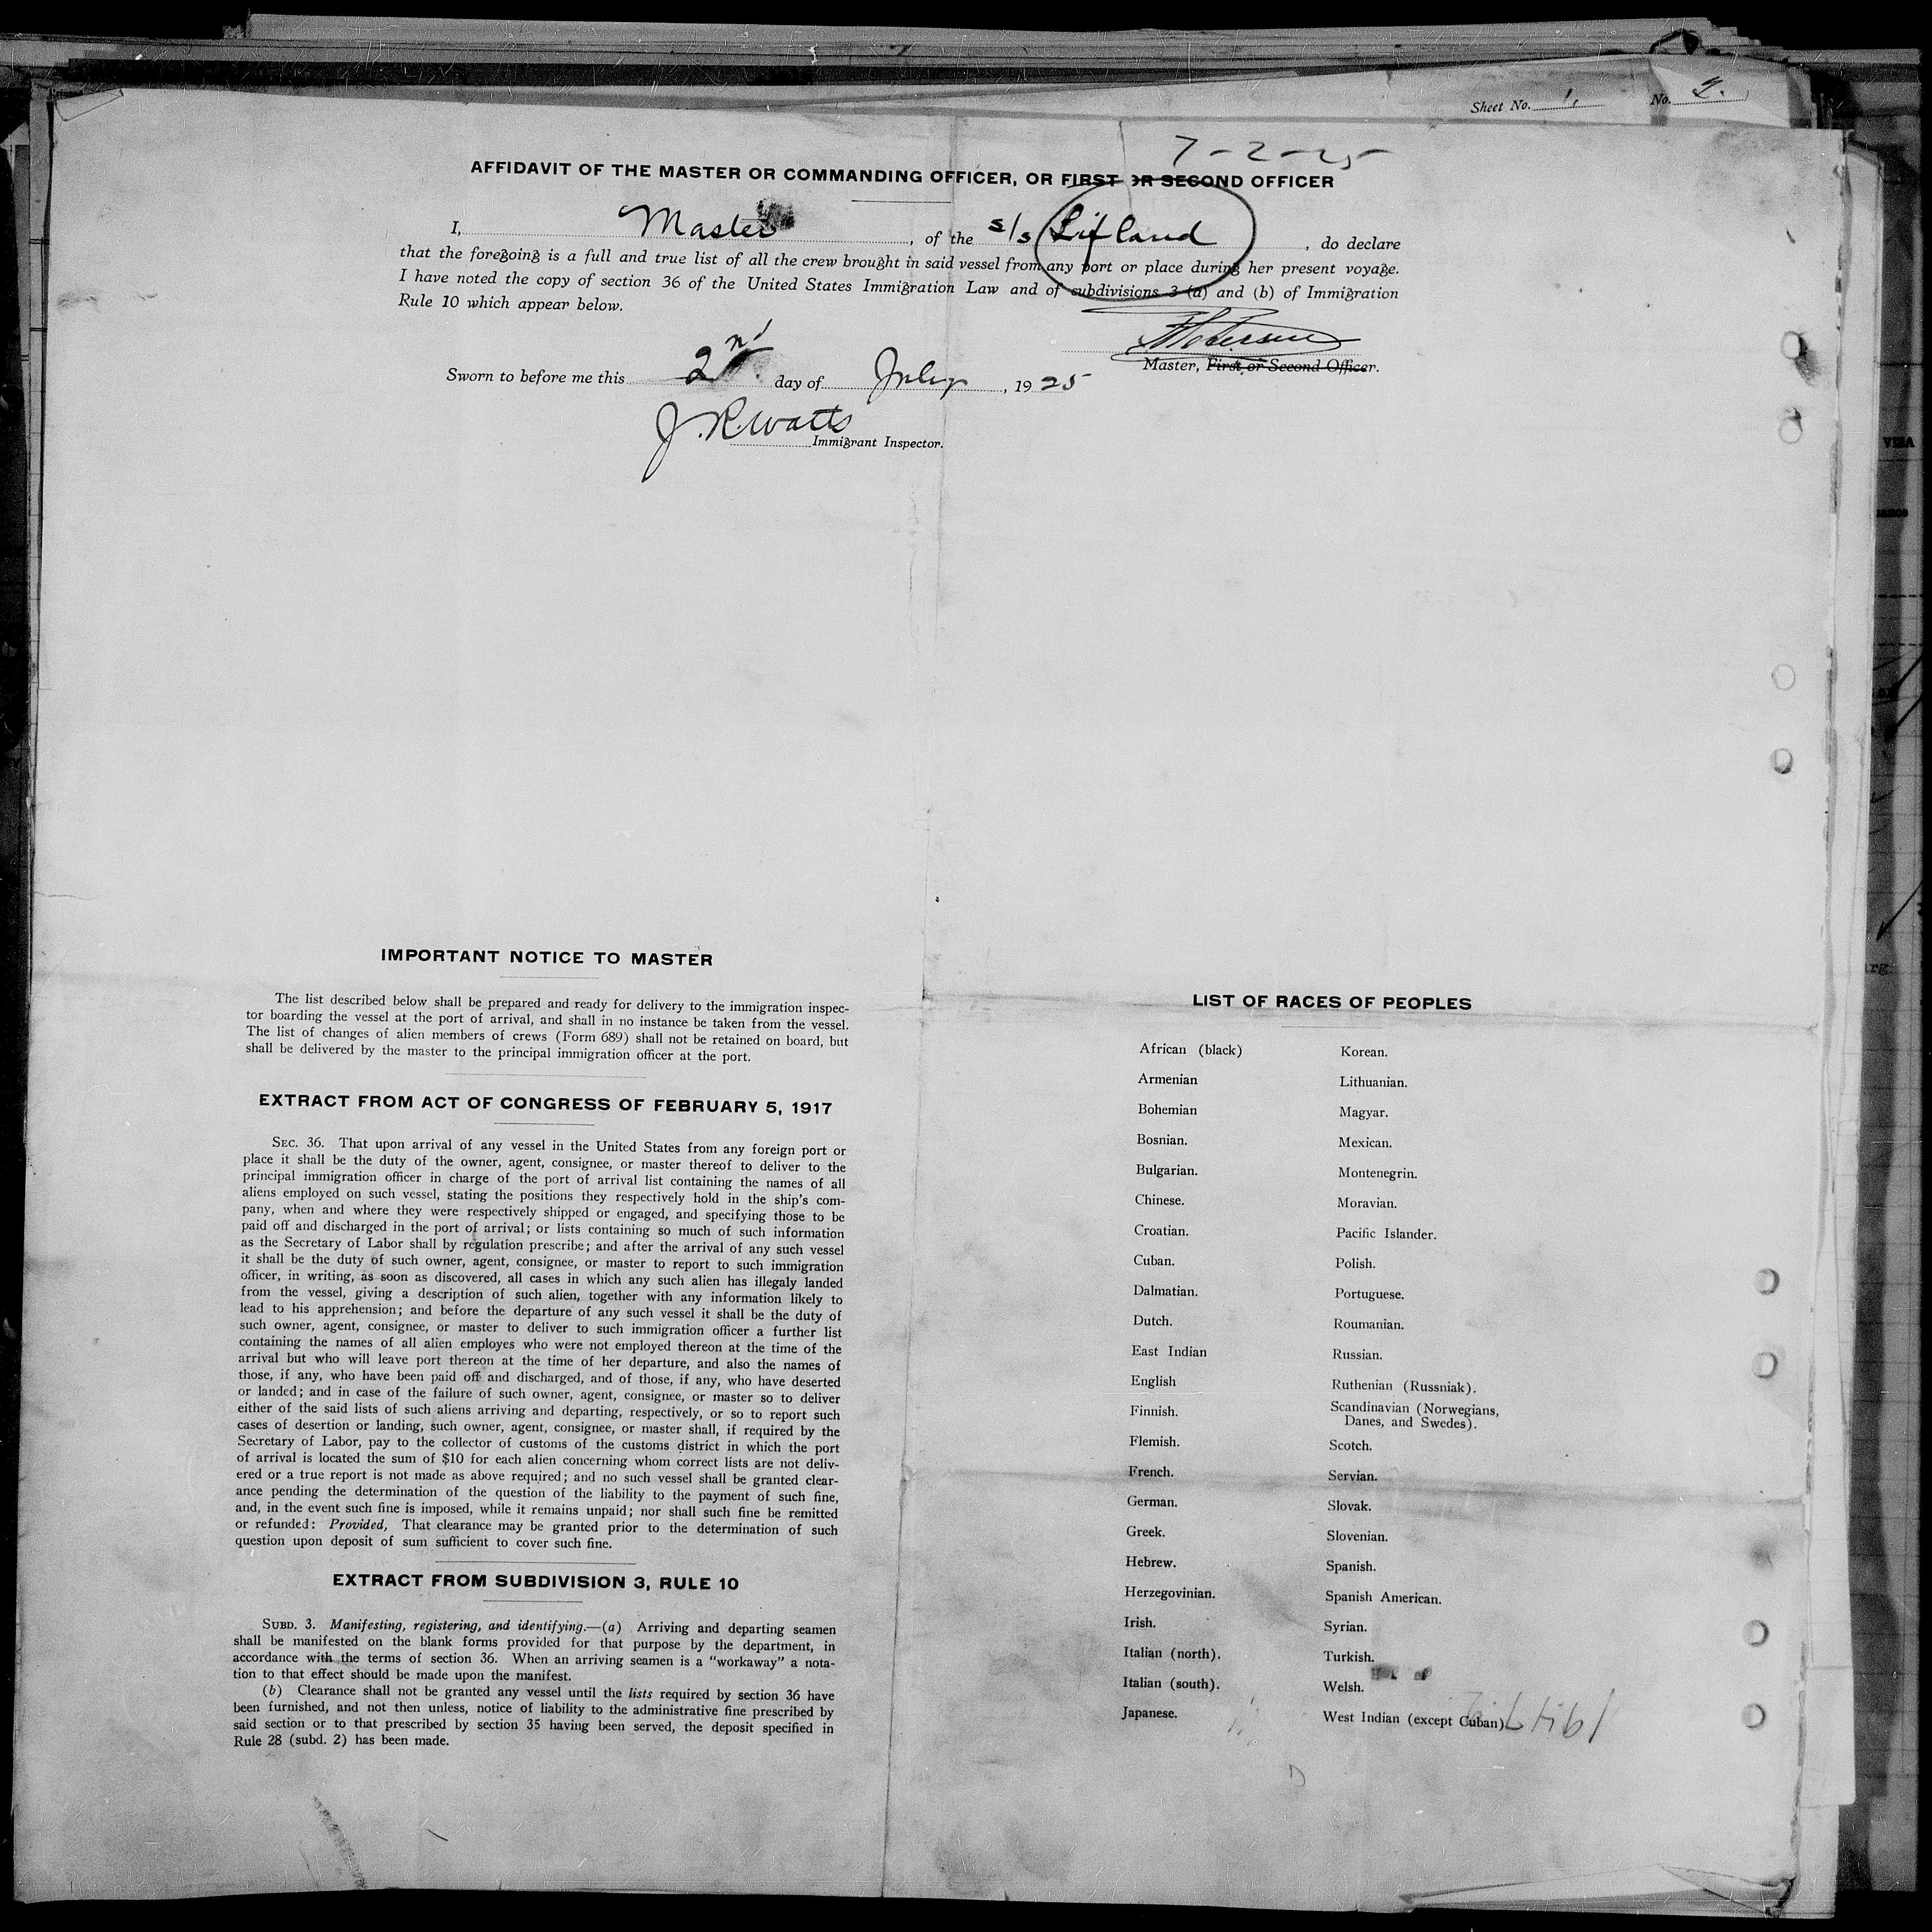 Sheet No. 1, No. 2.
7-2-25
AFFIDAVIT OF THE MASTER OR COMMANDING OFFICER, OR FIRST OR SECOND OFFICER
I, Master, of the s/s Lifland, do declare
that the foregoing is a full and true list of all the crew brought in said vessel from any port or place during her present voyage.
I have noted the copy of section 36 of the United States Immigration Law and of subdivisions 3 (a) and (b) of Immigration
Rule 10 which appear below.
Master, First or Second Officer.
Sworn to before me this 2nd day of July, 1925
J. R. Watts
Immigrant Inspector.
IMPORTANT NOTICE TO MASTER
The list described below shall be prepared and ready for delivery to the immigration inspec-
tor boarding the vessel at the port of arrival, and shall in no instance be taken from the vessel.
The list of changes of alien members of crews (Form 689) shall not be retained on board, but
shall be delivered by the master to the principal immigration officer at the port.
EXTRACT FROM ACT OF CONGRESS OF FEBRUARY 5, 1917
SEC. 36. That upon arrival of any vessel in the United States from any foreign port or
place it shall be the duty of the owner, agent, consignee, or master thereof to deliver to the
principal immigration officer in charge of the port of arrival list containing the names of all
aliens employed on such vessel, stating the positions they respectively hold in the ship's com-
pany, when and where they were respectively shipped or engaged, and specifying those to be
paid off and discharged in the port of arrival; or lists containing so much of such information
as the Secretary of Labor shall by regulation prescribe; and after the arrival of any such vessel
it shall be the duty of such owner, agent, consignee, or master to report to such immigration
officer, in writing, as soon as discovered, all cases in which any such alien has illegaly landed
from the vessel, giving a description of such alien, together with any information likely to
lead to his apprehension; and before the departure of any such vessel it shall be the duty of
such owner, agent, consignee, or master to deliver to such immigration officer a further list
containing the names of all alien employes who were not employed thereon at the time of the
arrival but who will leave port thereon at the time of her departure, and also the names of
those, if any, who have been paid off and discharged, and of those, if any, who have deserted
or landed; and in case of the failure of such owner, agent, consignee, or master so to deliver
either of the said lists of such aliens arriving and departing, respectively, or so to report such
cases of desertion or landing, such owner, agent, consignee, or master shall, if required by the
Secretary of Labor, pay to the collector of customs of the customs district in which the port
of arrival is located the sum of $10 for each alien concerning whom correct lists are not deliv-
ered or a true report is not made as above required; and no such vessel shall be granted clear-
ance pending the determination of the question of the liability to the payment of such fine,
and, in the event such fine is imposed, while it remains unpaid; nor shall such fine be remitted
or refunded: Provided, That clearance may be granted prior to the determination of such
question upon deposit of sum sufficient to cover such fine.
EXTRACT FROM SUBDIVISION 3, RULE 10
SUBD. 3. Manifesting, registering, and identifying.—(a) Arriving and departing seamen
shall be manifested on the blank forms provided for that purpose by the department, in
accordance with the terms of section 36. When an arriving seamen is a "workaway" a nota-
tion to that effect should be made upon the manifest.
(b) Clearance shall not be granted any vessel until the lists required by section 36 have
been furnished, and not then unless, notice of liability to the administrative fine prescribed by
said section or to that prescribed by section 35 having been served, the deposit specified in
Rule 28 (subd. 2) has been made.
LIST OF RACES OF PEOPLES
African (black)
Armenian
Bohemian
Bosnian.
Bulgarian.
Chinese.
Croatian.
Cuban.
Dalmatian.
Dutch.
East Indian
English
Finnish.
Flemish.
French.
German.
Greek.
Hebrew.
Herzegovinian.
Irish.
Italian (north).
Italian (south).
Japanese.
Korean.
Lithuanian.
Magyar.
Mexican.
Montenegrin.
Moravian.
Pacific Islander.
Polish.
Portuguese.
Roumanian.
Russian.
Ruthenian (Russniak).
Scandinavian (Norwegians,
Danes, and Swedes).
Scotch.
Servian.
Slovak.
Slovenian.
Spanish.
Spanish American.
Syrian.
Turkish.
Welsh.
West Indian (except Cuban)
VISA